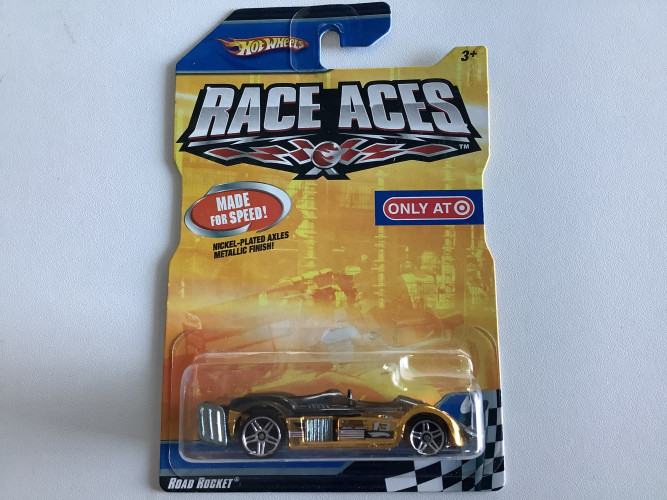 HOT WHEELS
3+
RACE ACES
TM
MADE
FOR SPEED!
ONLY AT
NICKEL-PLATED AXLES
METALLIC FINISH!
ROAD ROCKET®